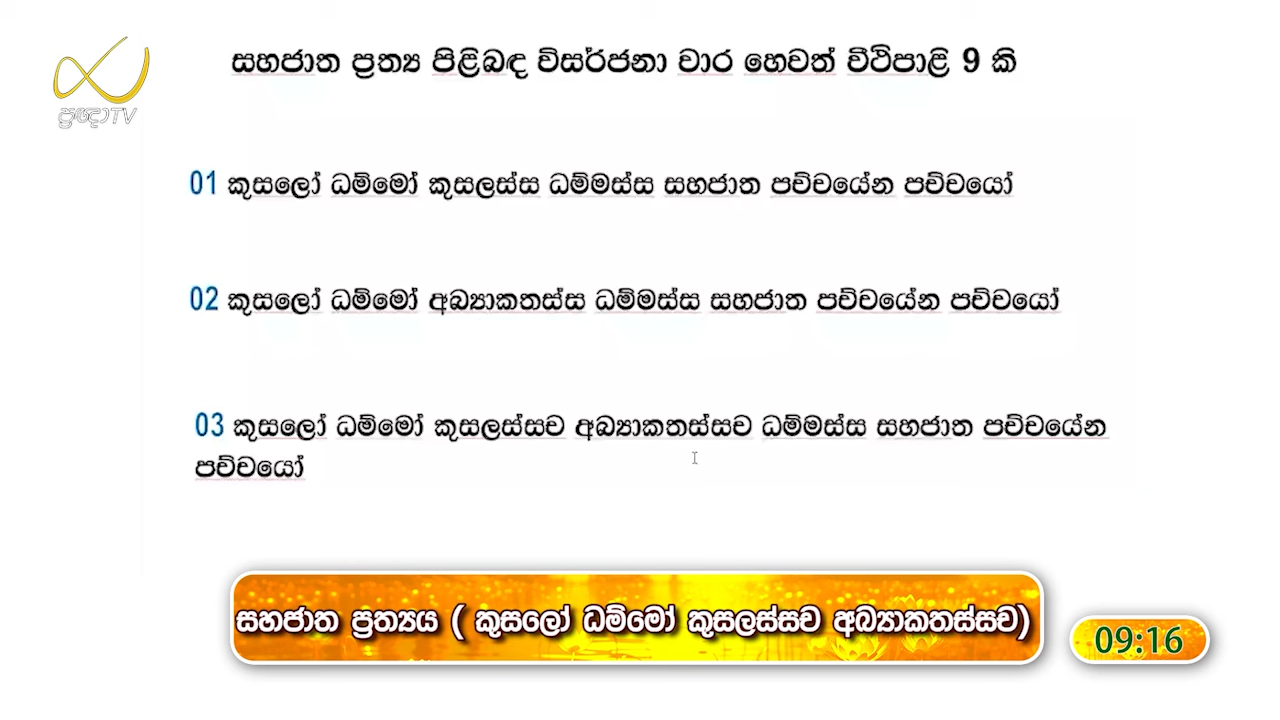 සහජාත ප්‍රත්‍ය පිළිබඳ විසර්ජනා වාර හෙවත් වීථිපාළි 9 කි
ප්‍රඥාTV
01 කුසලෝ ධම්මෝ කුසලස්ස ධම්මස්ස සහජාත පච්චයේන පච්චයෝ
02 කුසලෝ ධම්මෝ අබ්‍යාකතස්ස ධම්මස්ස සහජාත පච්චයේන පච්චයෝ
03 කුසලෝ ධම්මෝ කුසලස්සච අබ්‍යාකතස්සච ධම්මස්ස සහජාත පච්චයේන
පච්චයෝ
සහජාත ප්‍රත්‍යය ( කුසලෝ ධම්මෝ කුසලස්සච අබ්‍යාකතස්සච)
09:16